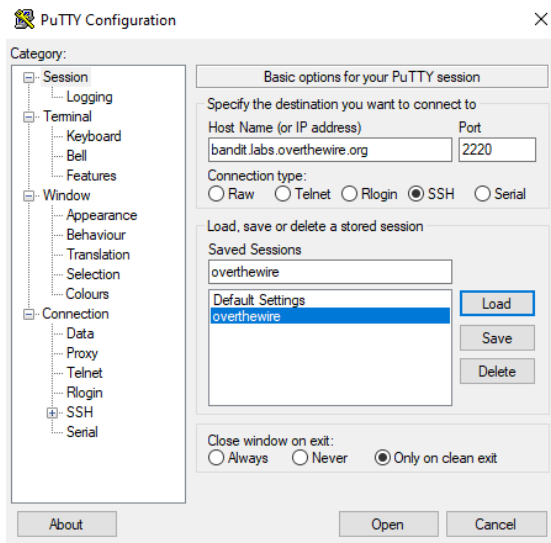 PuTTY Configuration
Category:
Session
Logging
Terminal
Keyboard
Bell
Features
Window
Appearance
Behaviour
Translation
Selection
Colours
Connection
Data
Proxy
Telnet
Rlogin
SSH
Serial
Basic options for your PuTTY session
Specify the destination you want to connect to
Host Name (or IP address) Port
bandit.labs.overthewire.org 2220
Connection type:
Raw Telnet Rlogin SSH Serial
Load, save or delete a stored session
Saved Sessions
overthewire
Default Settings
overthewire
Load
Save
Delete
Close window on exit:
Always Never Only on clean exit
About Open Cancel